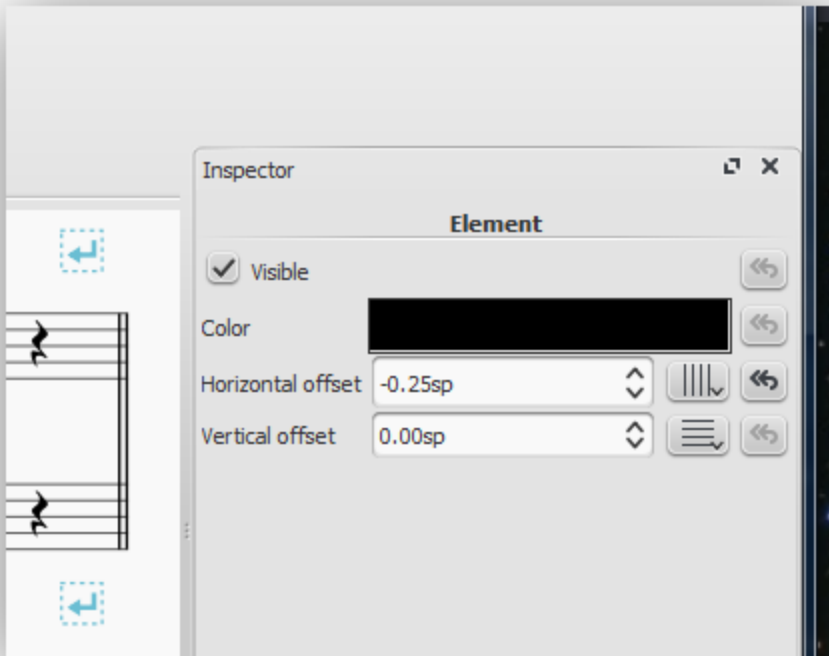 Inspector
Element
Visible
Color
Horizontal offset -0.25sp
Vertical offset 0.00sp